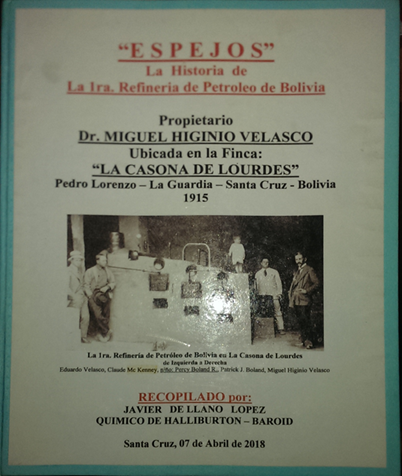 “ESPEJOS”
La Historia de
La 1ra. Refineria de Petroleo de Bolivia
Propietario
Dr. MIGUEL HIGINIO VELASCO
Ubicada en la Finca:
“LA CASONA DE LOURDES”
Pedro Lorenzo – La Guardia – Santa Cruz - Bolivia
1915
La 1ra. Refinería de Petróleo de Bolivia en La Casona de Lourdes
de Izquierda a Derecha
Eduardo Velasco, Claude Mc Kenney, niño: Percy Boland R., Patrick J. Boland, Miguel Higinio Velasco
RECOPILADO por:
JAVIER DE LLANO LOPEZ
QUIMICO DE HALLIBURTON – BAROID
Santa Cruz, 07 de Abril de 2018